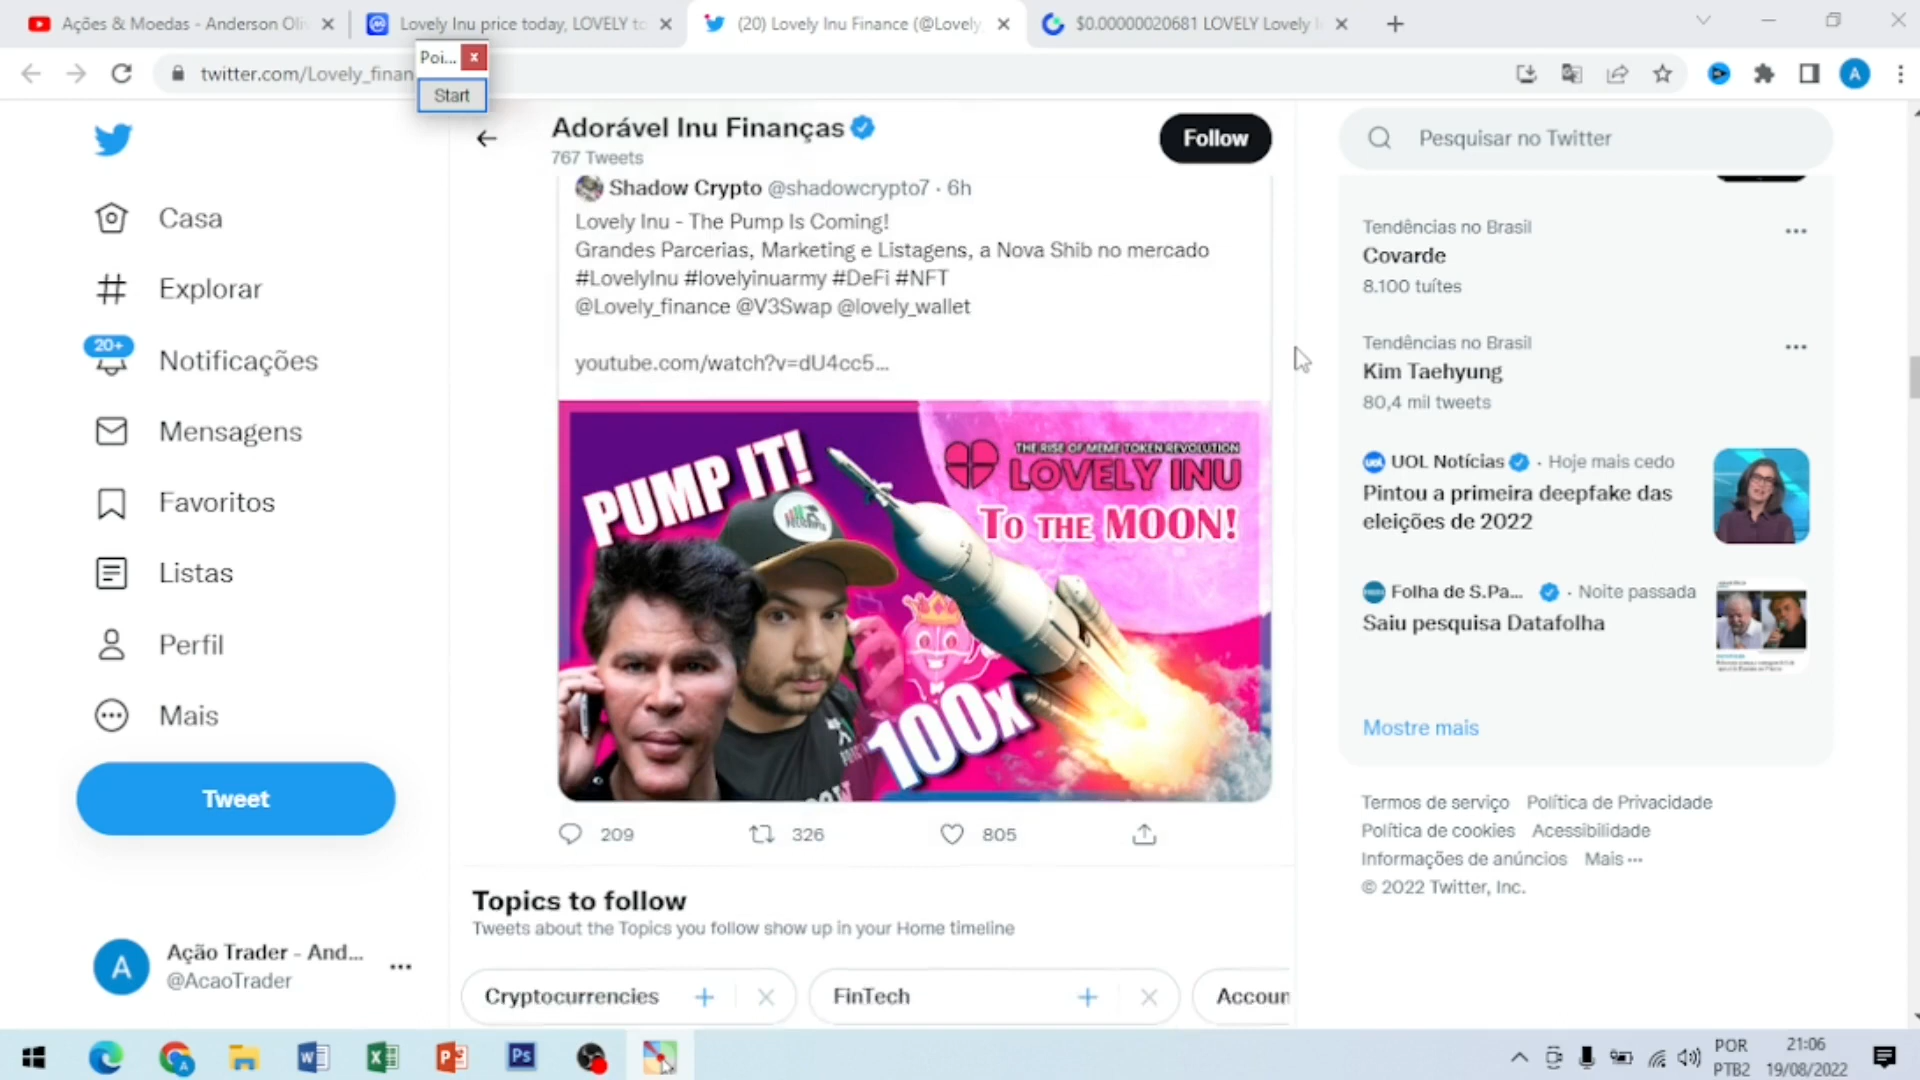 Ações & Moedas - Anderson Oli
Lovely Inu price today, LOVELY to
(20) Lovely Inu Finance (@Lovely
$0.00000020681 LOVELY Lovely I
Poi...
x
Start
twitter.com/Lovely_finan
A
Casa
Explorar
20+
Notificações
Mensagens
Favoritos
Listas
Perfil
Mais
Tweet
A
Ação Trader - And...
@AcaoTrader
Adorável Inu Finanças
767 Tweets
Follow
Shadow Crypto @shadowcrypto7 · 6h
Lovely Inu - The Pump Is Coming!
Grandes Parcerias, Marketing e Listagens, a Nova Shib no mercado
#LovelyInu #lovelyinuarmy #DeFi #NFT
@Lovely_finance @V3Swap @lovely_wallet
youtube.com/watch?v=dU4cc5...
PUMP IT!
THE RISE OF MEME TOKEN REVOLUTION
LOVELY INU
TO THE MOON!
100x
209
326
805
Topics to follow
Tweets about the Topics you follow show up in your Home timeline
Cryptocurrencies
FinTech
Accoun
Pesquisar no Twitter
Tendências no Brasil
Covarde
8.100 tuítes
Tendências no Brasil
Kim Taehyung
80,4 mil tweets
UOL Notícias · Hoje mais cedo
Pintou a primeira deepfake das
eleições de 2022
Folha de S.Pa... · Noite passada
Saiu pesquisa Datafolha
Mostre mais
Termos de serviço Política de Privacidade
Política de cookies Acessibilidade
Informações de anúncios Mais ···
© 2022 Twitter, Inc.
POR
PTB2
21:06
19/08/2022